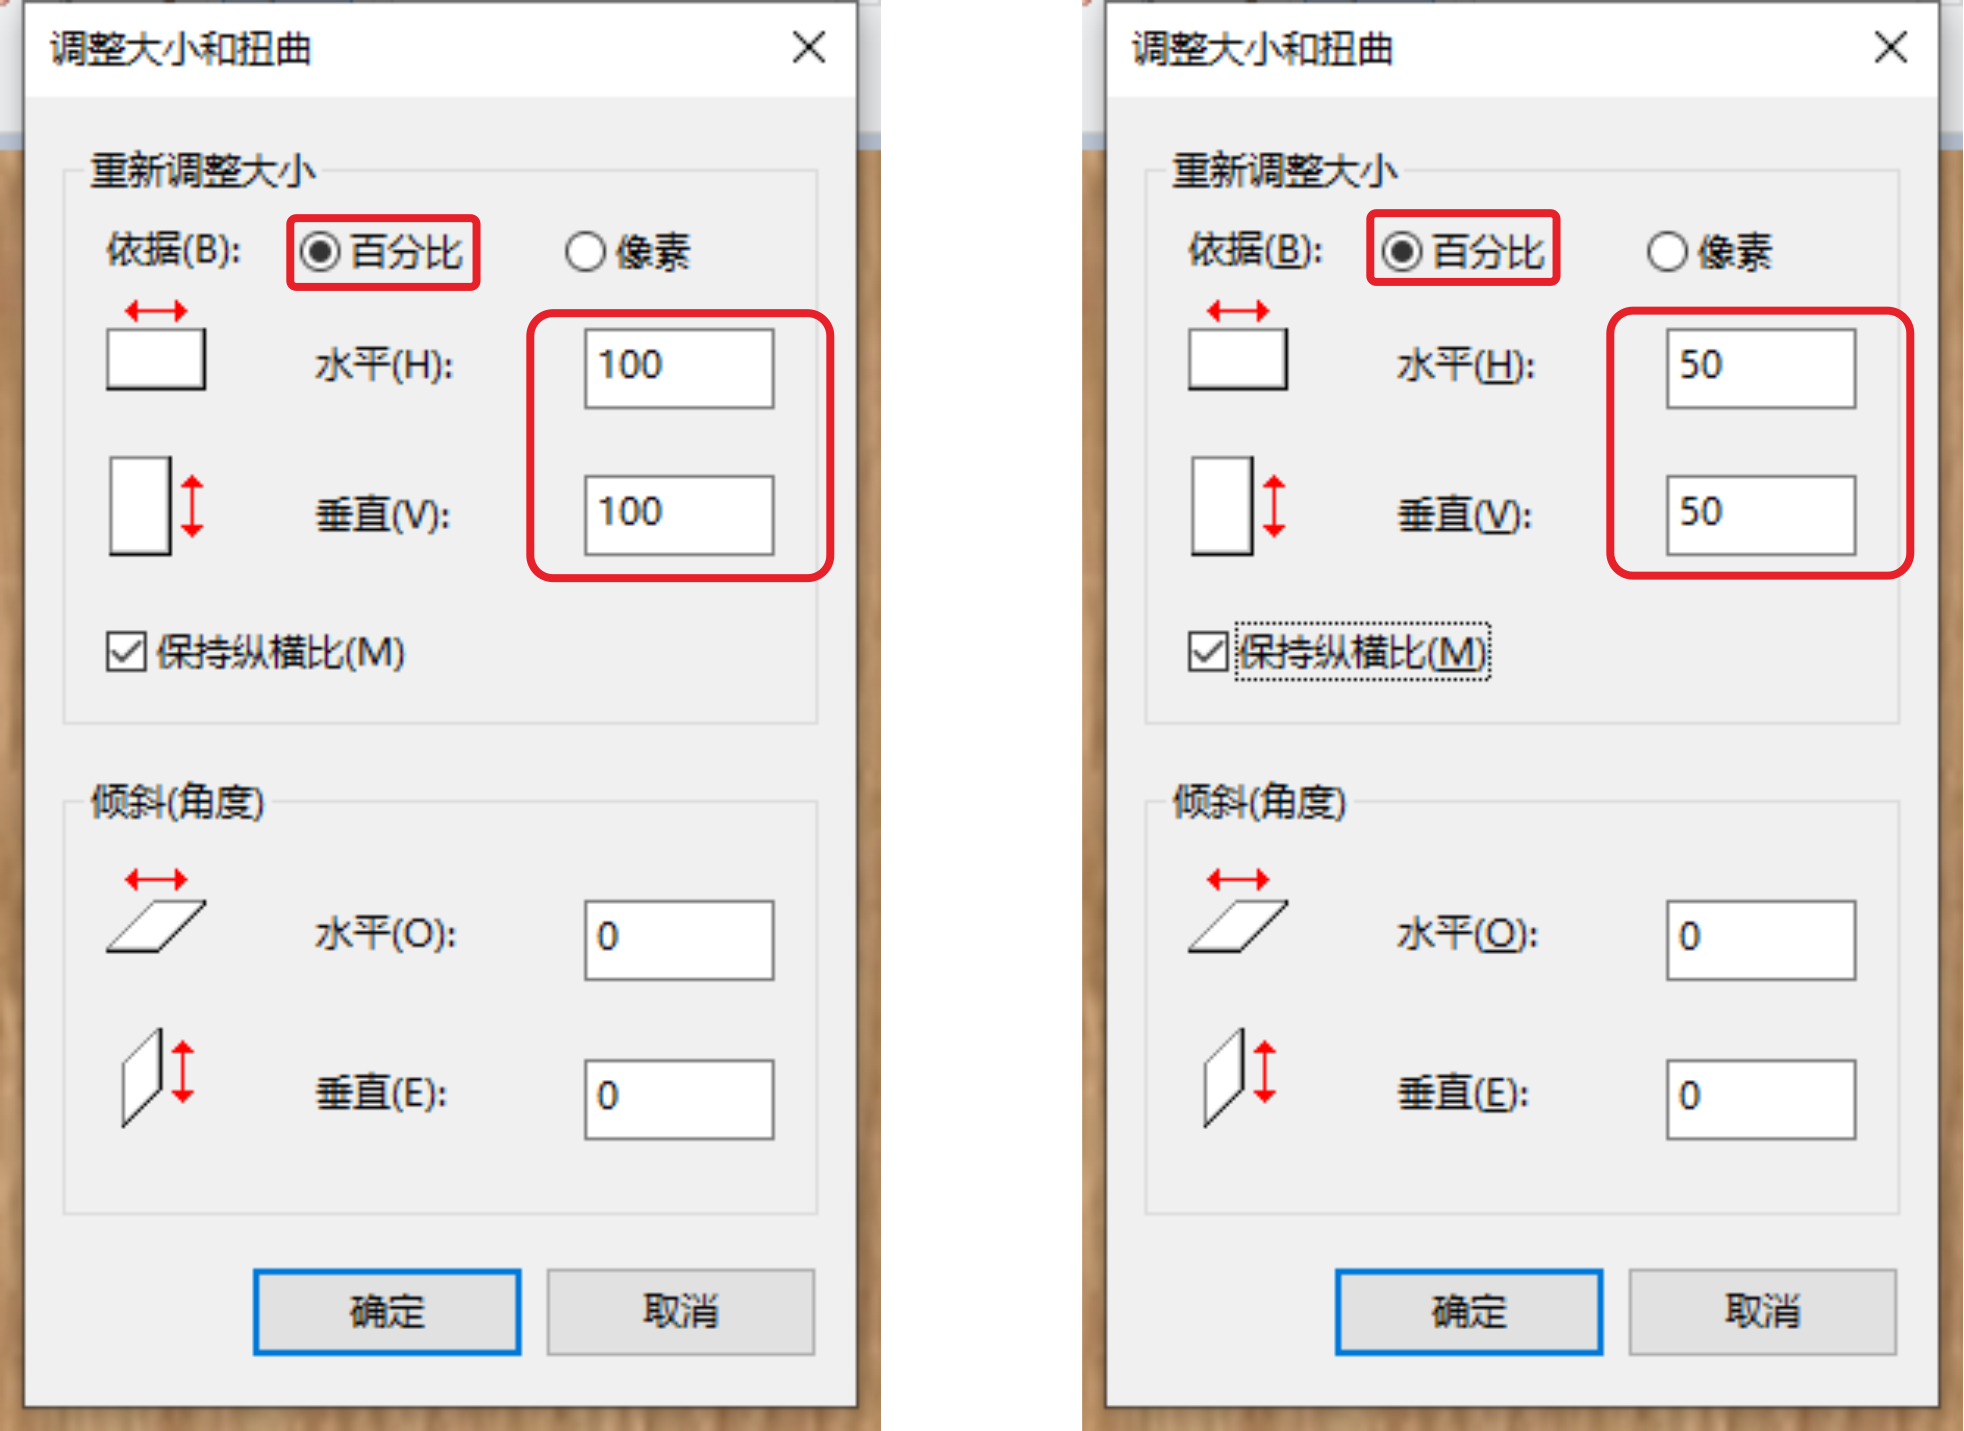 调整大小和扭曲
重新调整大小
依据(B): 百分比 像素
水平(H): 100
垂直(V): 100
保持纵横比(M)
倾斜(角度)
水平(O): 0
垂直(E): 0
确定 取消
调整大小和扭曲
重新调整大小
依据(B): 百分比 像素
水平(H): 50
垂直(V): 50
保持纵横比(M)
倾斜(角度)
水平(O): 0
垂直(E): 0
确定 取消